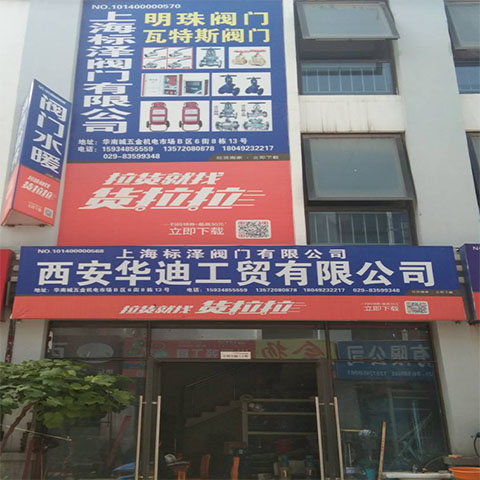 NO.101400000570
上海标泽阀门有限公司
明珠阀门
瓦特斯阀门
地址：华南城五金机电市场B区6街8栋13号
电话：15934855559 13572080878 18049232217
029-83599348
拉货就找
货拉拉
立即下载
阀门水暖
货拉拉
NO.101400000568
上海标泽阀门有限公司
西安华迪工贸有限公司
地址：华南城五金机电市场B区6街8栋13号 电话：15934855559 13572080878 18049232217 029-83599348
拉货就找 货拉拉
立即下载
有限公司